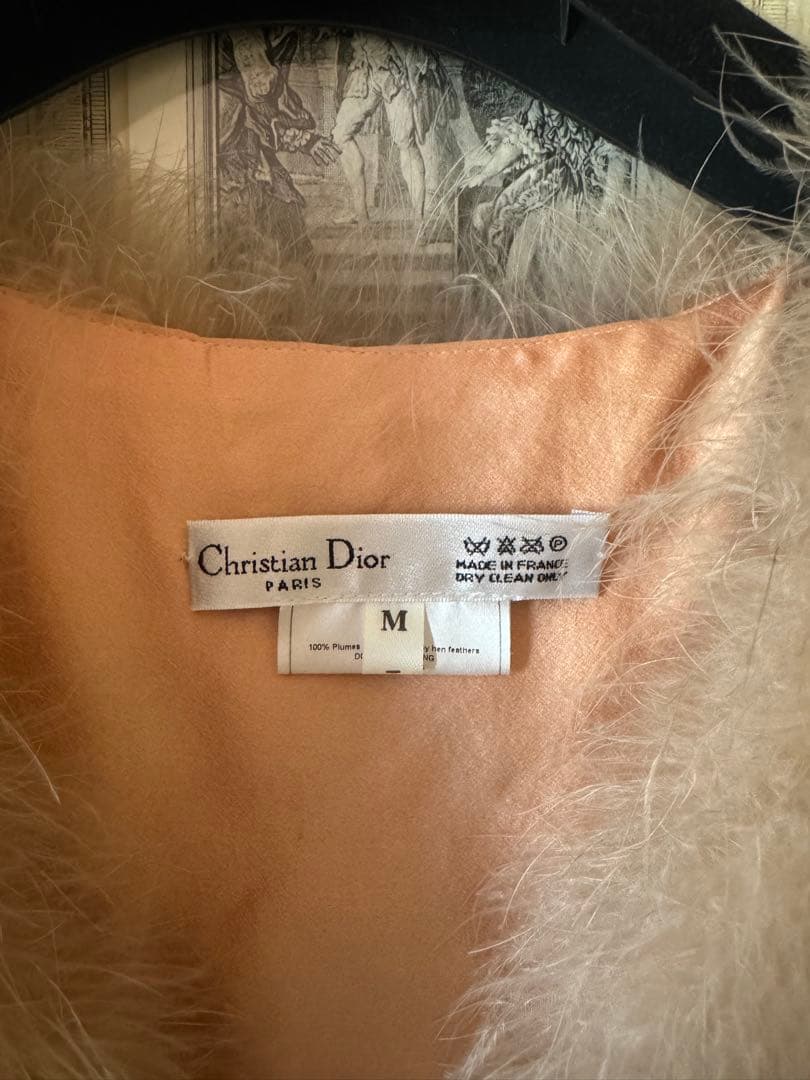 Christian Dior
PARIS
MADE IN FRANCE
DRY CLEAN ONLY
M
100% Plumes hen feathers